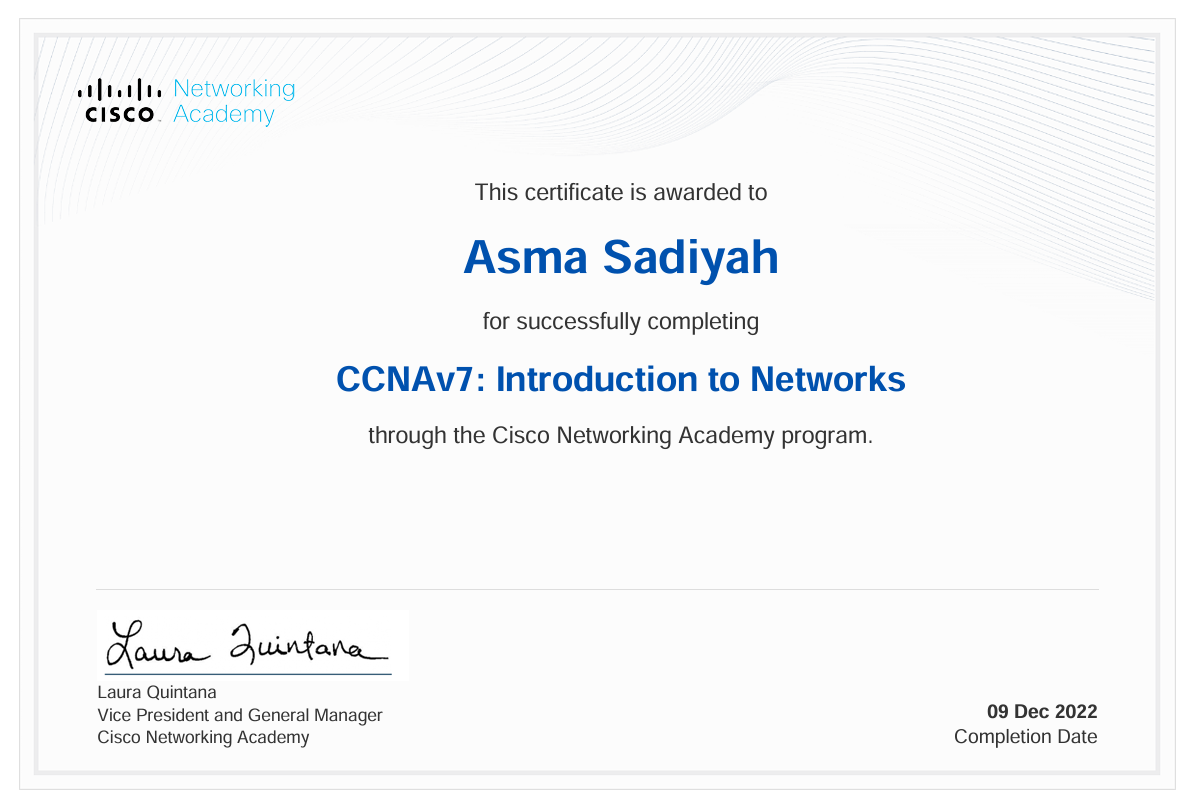 cisco Networking
Academy
This certificate is awarded to
Asma Sadiyah
for successfully completing
CCNAv7: Introduction to Networks
through the Cisco Networking Academy program.
Laura Quintana
Laura Quintana
Vice President and General Manager
Cisco Networking Academy
09 Dec 2022
Completion Date